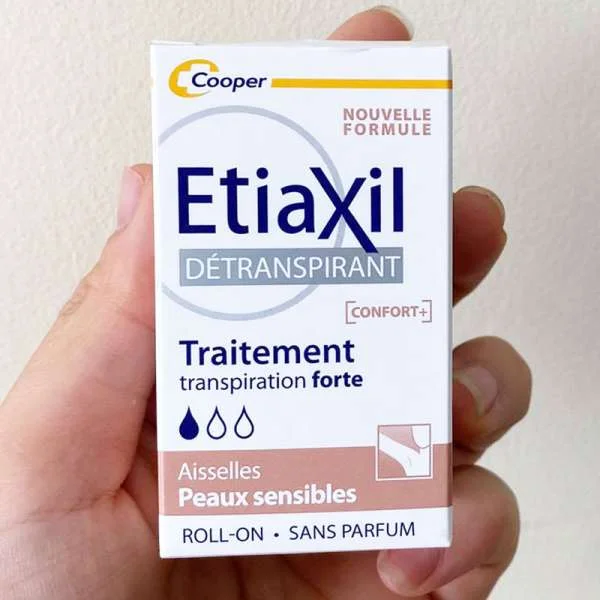 Cooper
NOUVELLE
FORMULE
EtiaXil
DÉTRANSPIRANT
[CONFORT+]
Traitement
transpiration forte
Aisselles
Peaux sensibles
ROLL-ON • SANS PARFUM